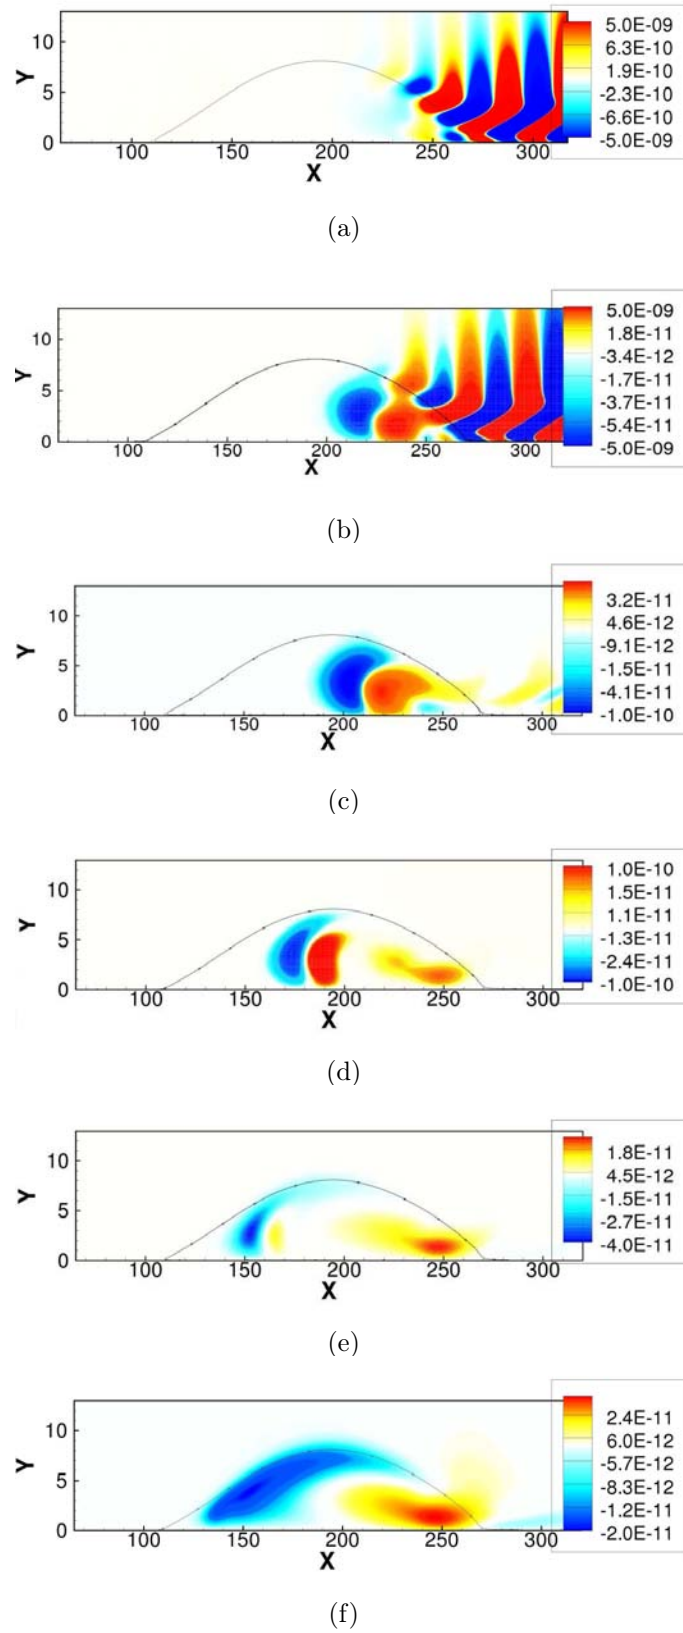 5.0E-09
6.3E-10
1.9E-10
-2.3E-10
-6.6E-10
-5.0E-09
Y
10
5
0
100 150 200 250 300
X
(a)
5.0E-09
1.8E-11
-3.4E-12
-1.7E-11
-3.7E-11
-5.4E-11
-5.0E-09
Y
10
5
0
100 150 200 250 300
X
(b)
3.2E-11
4.6E-12
-9.1E-12
-1.5E-11
-4.1E-11
-1.0E-10
Y
10
5
0
100 150 200 250 300
X
(c)
1.0E-10
1.5E-11
1.1E-11
-1.3E-11
-2.4E-11
-1.0E-10
Y
10
5
0
100 150 200 250 300
X
(d)
1.8E-11
4.5E-12
-1.5E-11
-2.7E-11
-4.0E-11
Y
10
5
0
100 150 200 250 300
X
(e)
2.4E-11
6.0E-12
-5.7E-12
-8.3E-12
-1.2E-11
-2.0E-11
Y
10
5
0
100 150 200 250 300
X
(f)